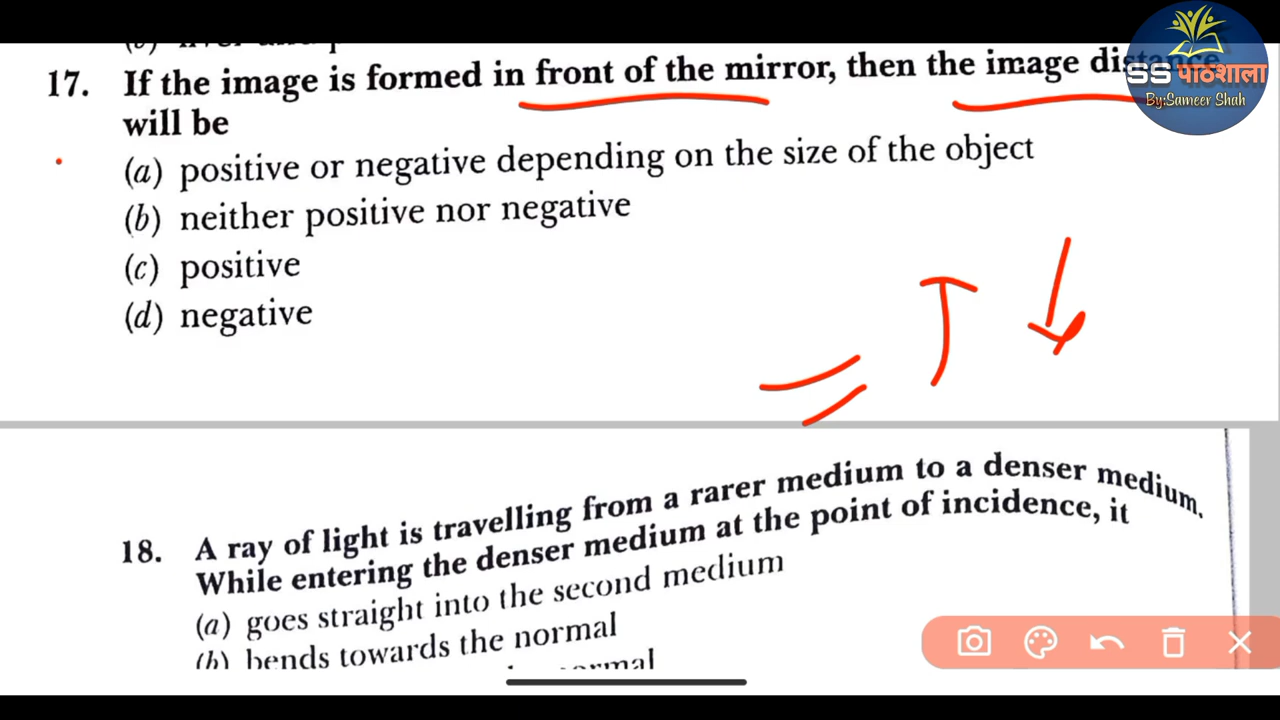 17. If the image is formed in front of the mirror, then the image distance
will be
(a) positive or negative depending on the size of the object
(b) neither positive nor negative
(c) positive
(d) negative
18. A ray of light is travelling from a rarer medium to a denser medium.
While entering the denser medium at the point of incidence, it
(a) goes straight into the second medium
(b) bends towards the normal
normal
SS पाठशाला
By:Sameer Shah